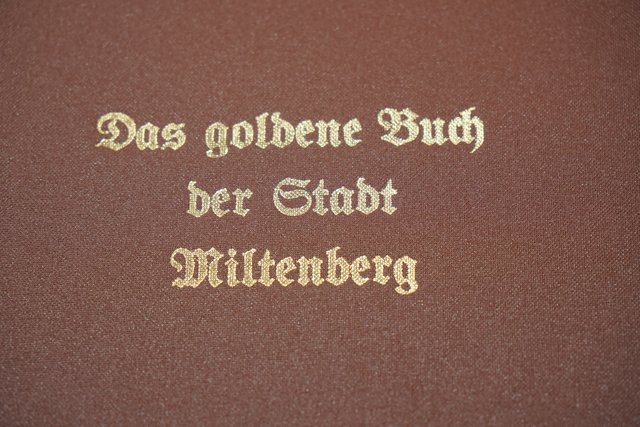 Das goldene Buch
der Stadt
Miltenberg